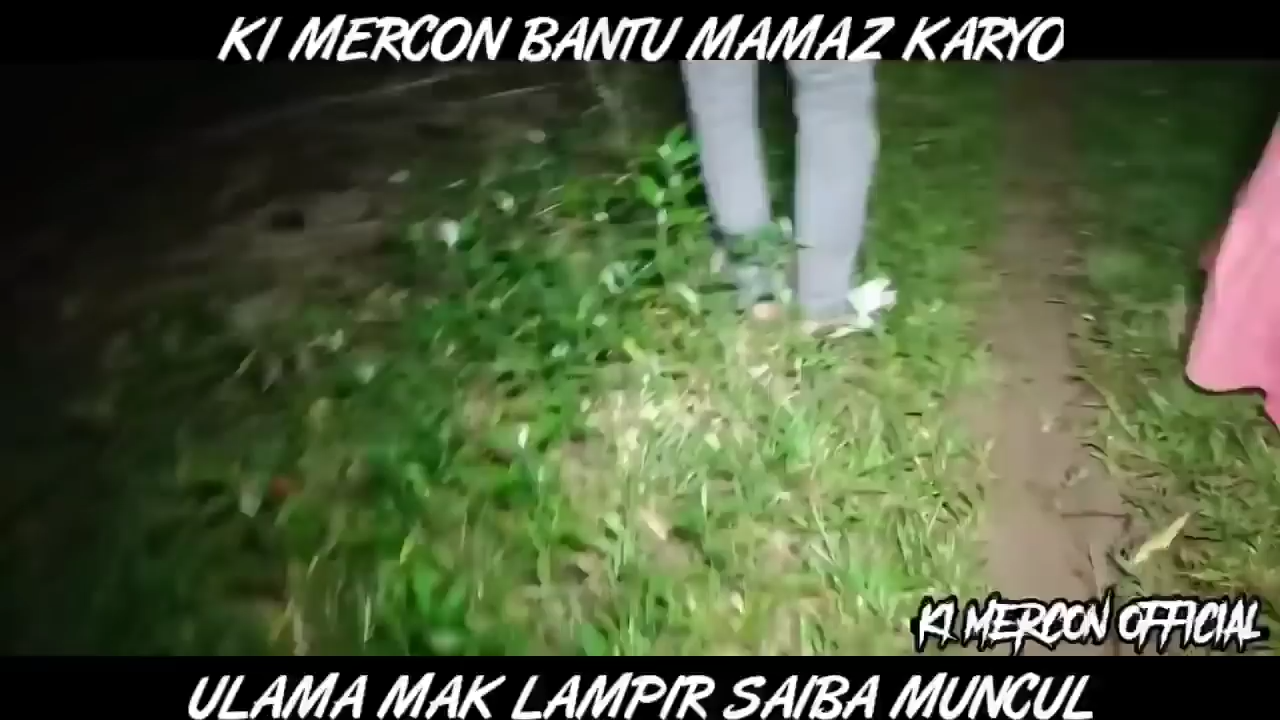 KI MERCON BANTU MAMAZ KARYO
KI MERCON OFFICIAL
ULAMA MAK LAMPIR SAIBA MUNCUL